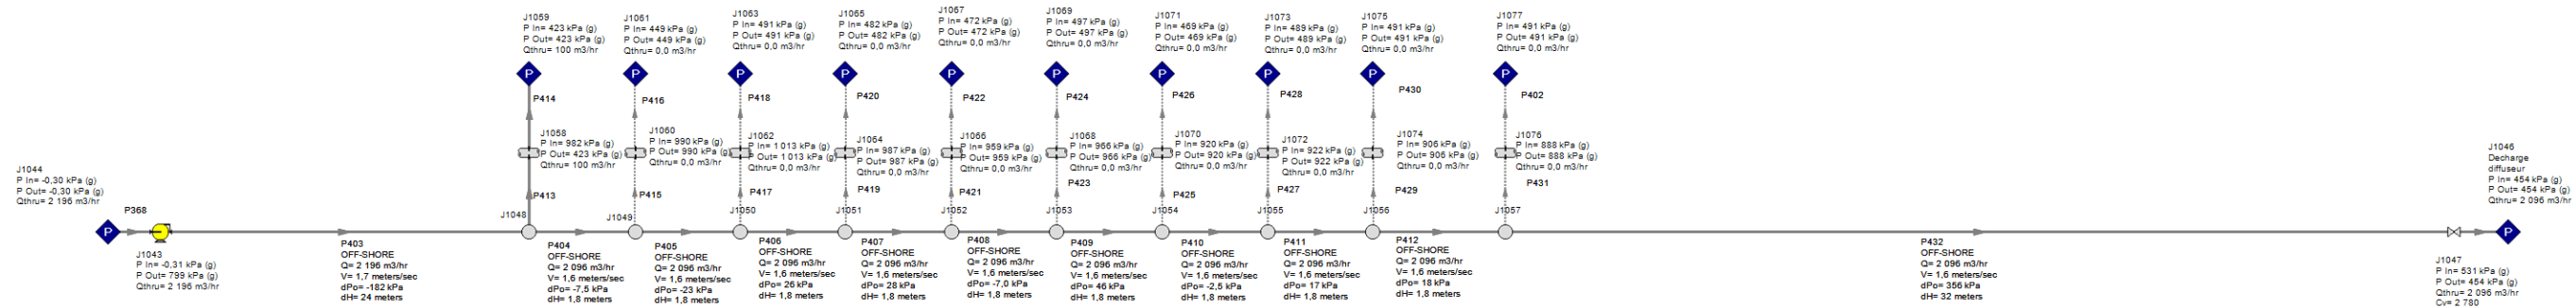 J1059
P In= 423 kPa (g)
P Out= 423 kPa (g)
Qthru= 100 m3/hr
J1061
P In= 449 kPa (g)
P Out= 449 kPa (g)
Qthru= 0,0 m3/hr
J1063
P In= 491 kPa (g)
P Out= 491 kPa (g)
Qthru= 0,0 m3/hr
J1065
P In= 482 kPa (g)
P Out= 482 kPa (g)
Qthru= 0,0 m3/hr
J1067
P In= 472 kPa (g)
P Out= 472 kPa (g)
Qthru= 0,0 m3/hr
J1069
P In= 497 kPa (g)
P Out= 497 kPa (g)
Qthru= 0,0 m3/hr
J1071
P In= 469 kPa (g)
P Out= 469 kPa (g)
Qthru= 0,0 m3/hr
J1073
P In= 489 kPa (g)
P Out= 489 kPa (g)
Qthru= 0,0 m3/hr
J1075
P In= 491 kPa (g)
P Out= 491 kPa (g)
Qthru= 0,0 m3/hr
J1077
P In= 491 kPa (g)
P Out= 491 kPa (g)
Qthru= 0,0 m3/hr
P
P
P
P
P
P
P
P
P
P
P414
P416
P418
P420
P422
P424
P426
P428
P430
P402
J1058
P In= 982 kPa (g)
P Out= 423 kPa (g)
Qthru= 100 m3/hr
J1060
P In= 990 kPa (g)
P Out= 990 kPa (g)
Qthru= 0,0 m3/hr
J1062
P In= 1 013 kPa (g)
P Out= 1 013 kPa (g)
Qthru= 0,0 m3/hr
J1064
P In= 987 kPa (g)
P Out= 987 kPa (g)
Qthru= 0,0 m3/hr
J1066
P In= 959 kPa (g)
P Out= 959 kPa (g)
Qthru= 0,0 m3/hr
J1068
P In= 966 kPa (g)
P Out= 966 kPa (g)
Qthru= 0,0 m3/hr
J1070
P In= 920 kPa (g)
P Out= 920 kPa (g)
Qthru= 0,0 m3/hr
J1072
P In= 922 kPa (g)
P Out= 922 kPa (g)
Qthru= 0,0 m3/hr
J1074
P In= 906 kPa (g)
P Out= 906 kPa (g)
Qthru= 0,0 m3/hr
J1076
P In= 888 kPa (g)
P Out= 888 kPa (g)
Qthru= 0,0 m3/hr
P413
P415
P417
P419
P421
P423
P425
P427
P429
P431
J1044
P In= -0,30 kPa (g)
P Out= -0,30 kPa (g)
Qthru= 2 196 m3/hr
J1046
Decharge
diffuseur
P In= 454 kPa (g)
P Out= 454 kPa (g)
Qthru= 2 096 m3/hr
P368
J1048
J1049
J1050
J1051
J1052
J1053
J1054
J1055
J1056
J1057
P
P
J1043
P In= -0,31 kPa (g)
P Out= 799 kPa (g)
Qthru= 2 196 m3/hr
P403
OFF-SHORE
Q= 2 196 m3/hr
V= 1,7 meters/sec
dPo= -182 kPa
dH= 24 meters
P404
OFF-SHORE
Q= 2 096 m3/hr
V= 1,6 meters/sec
dPo= -7,5 kPa
dH= 1,8 meters
P405
OFF-SHORE
Q= 2 096 m3/hr
V= 1,6 meters/sec
dPo= -23 kPa
dH= 1,8 meters
P406
OFF-SHORE
Q= 2 096 m3/hr
V= 1,6 meters/sec
dPo= 26 kPa
dH= 1,8 meters
P407
OFF-SHORE
Q= 2 096 m3/hr
V= 1,6 meters/sec
dPo= 28 kPa
dH= 1,8 meters
P408
OFF-SHORE
Q= 2 096 m3/hr
V= 1,6 meters/sec
dPo= -7,0 kPa
dH= 1,8 meters
P409
OFF-SHORE
Q= 2 096 m3/hr
V= 1,6 meters/sec
dPo= 46 kPa
dH= 1,8 meters
P410
OFF-SHORE
Q= 2 096 m3/hr
V= 1,6 meters/sec
dPo= -2,5 kPa
dH= 1,8 meters
P411
OFF-SHORE
Q= 2 096 m3/hr
V= 1,6 meters/sec
dPo= 17 kPa
dH= 1,8 meters
P412
OFF-SHORE
Q= 2 096 m3/hr
V= 1,6 meters/sec
dPo= 18 kPa
dH= 1,8 meters
P432
OFF-SHORE
Q= 2 096 m3/hr
V= 1,6 meters/sec
dPo= 356 kPa
dH= 32 meters
J1047
P In= 531 kPa (g)
P Out= 454 kPa (g)
Qthru= 2 096 m3/hr
Cv= 2 780